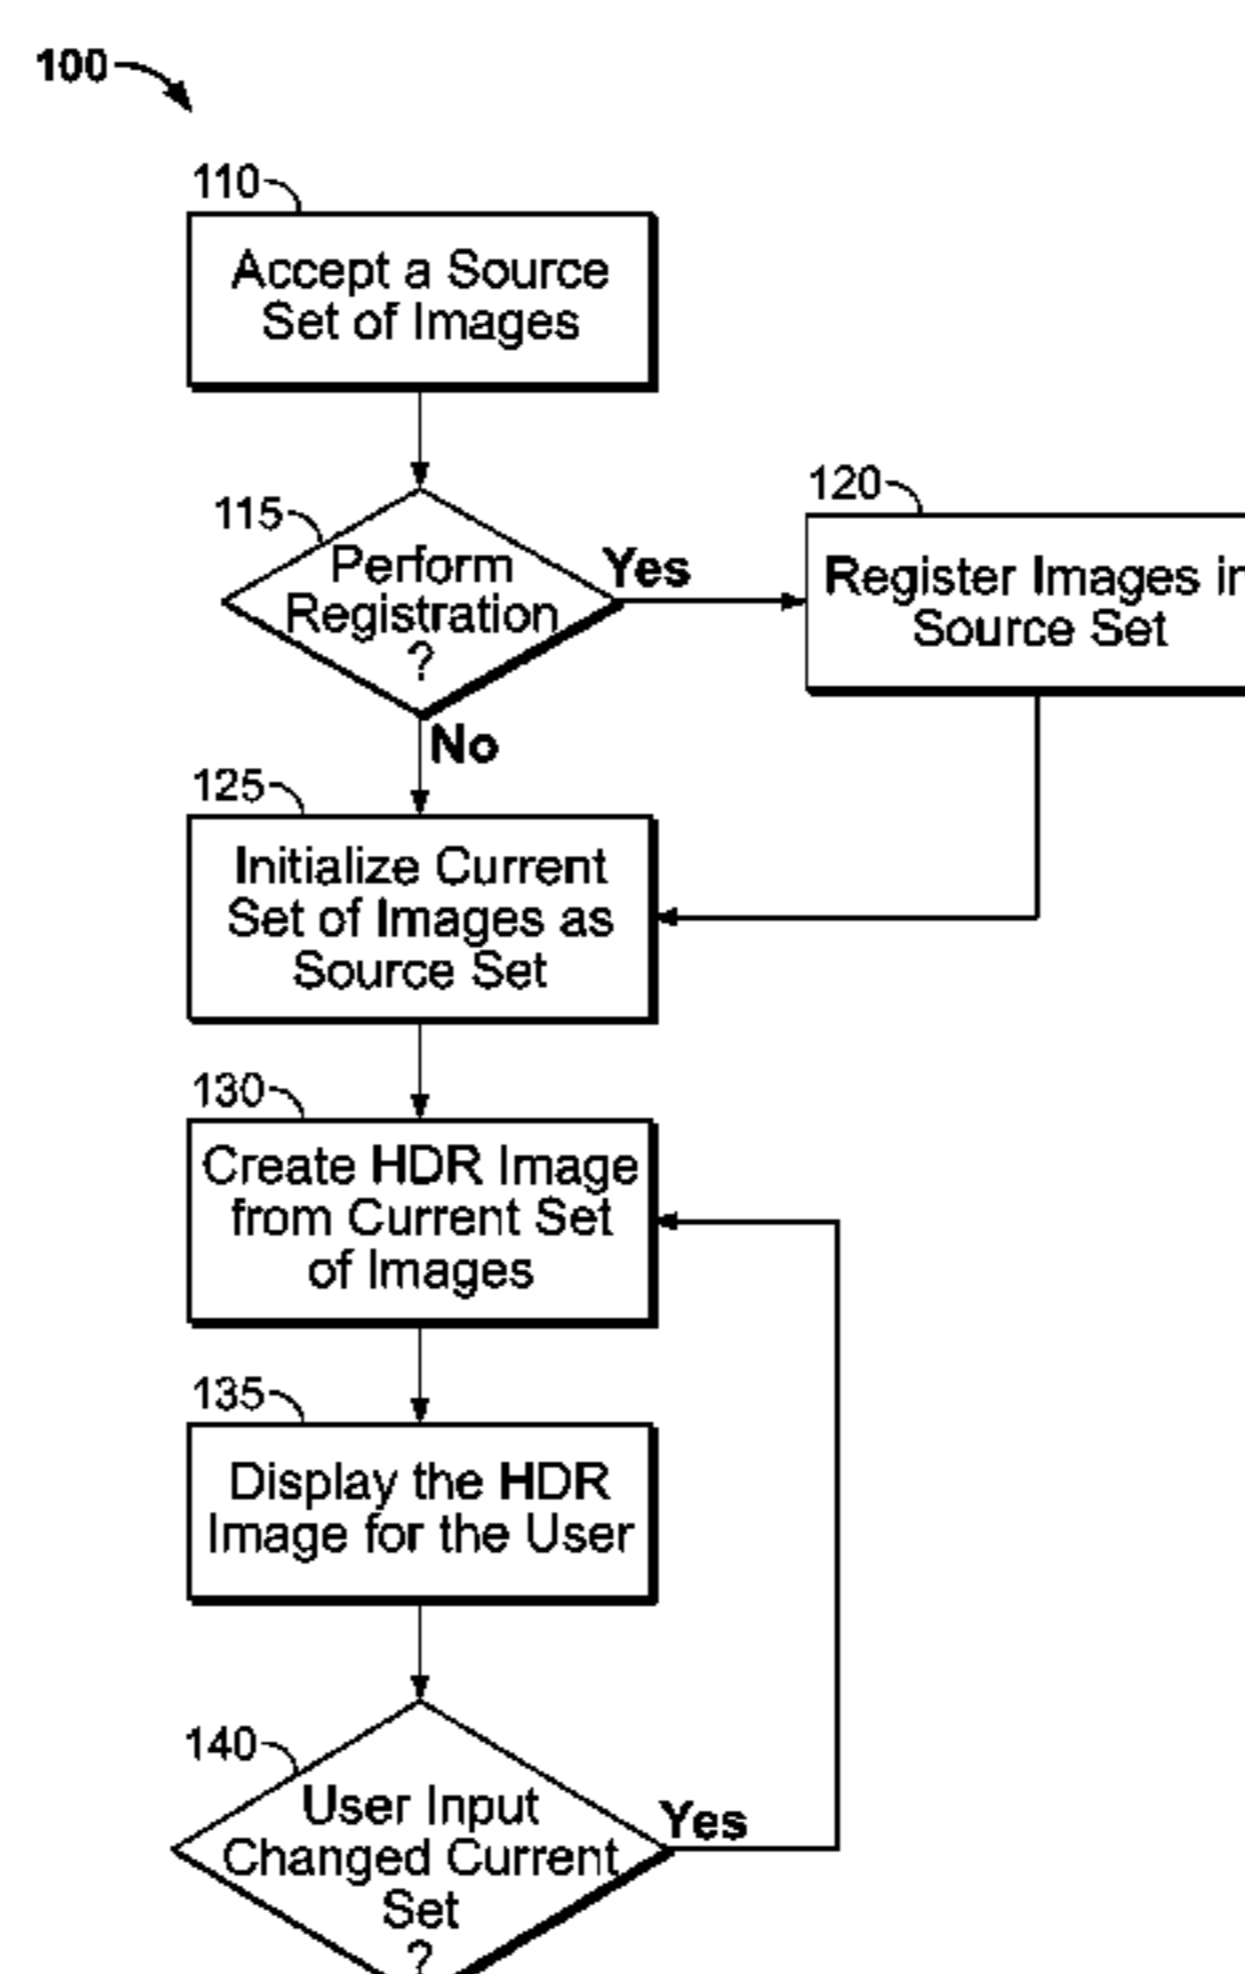 100
110
Accept a Source
Set of Images
115
Perform
Registration
?
Yes
120
Register Images in
Source Set
No
125
Initialize Current
Set of Images as
Source Set
130
Create HDR Image
from Current Set
of Images
135
Display the HDR
Image for the User
140
User Input
Changed Current
Set
?
Yes